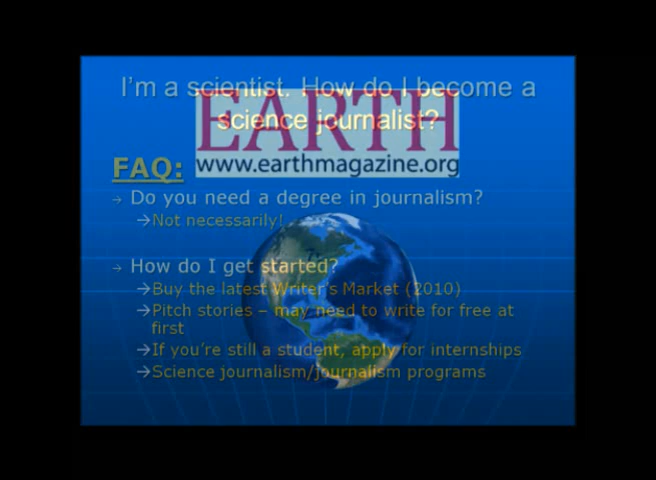 I'm a scientist. How do I become a
science journalist?
EARTH
www.earthmagazine.org
FAQ:
→ Do you need a degree in journalism?
→Not necessarily!
→ How do I get started?
→Buy the latest Writer's Market (2010)
→Pitch stories – may need to write for free at
first
→If you're still a student, apply for internships
→Science journalism/journalism programs